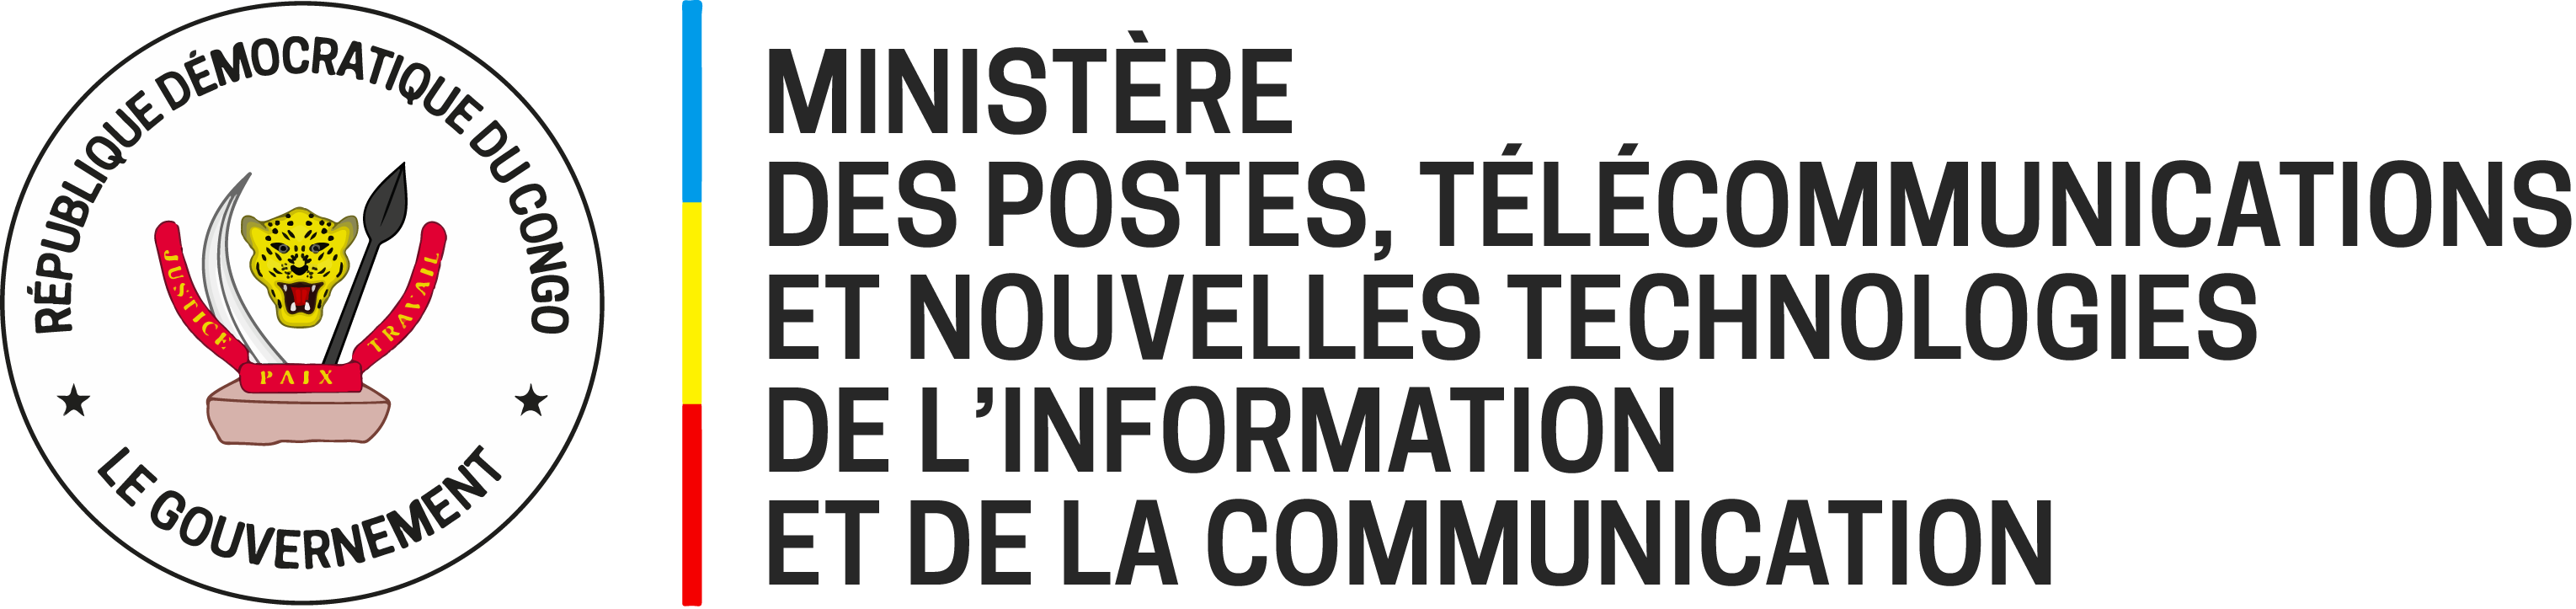 RÉPUBLIQUE DÉMOCRATIQUE DU CONGO
JUSTICE
PAIX
TRAVAIL
LE GOUVERNEMENT
MINISTÈRE
DES POSTES, TÉLÉCOMMUNICATIONS
ET NOUVELLES TECHNOLOGIES
DE L’INFORMATION
ET DE LA COMMUNICATION